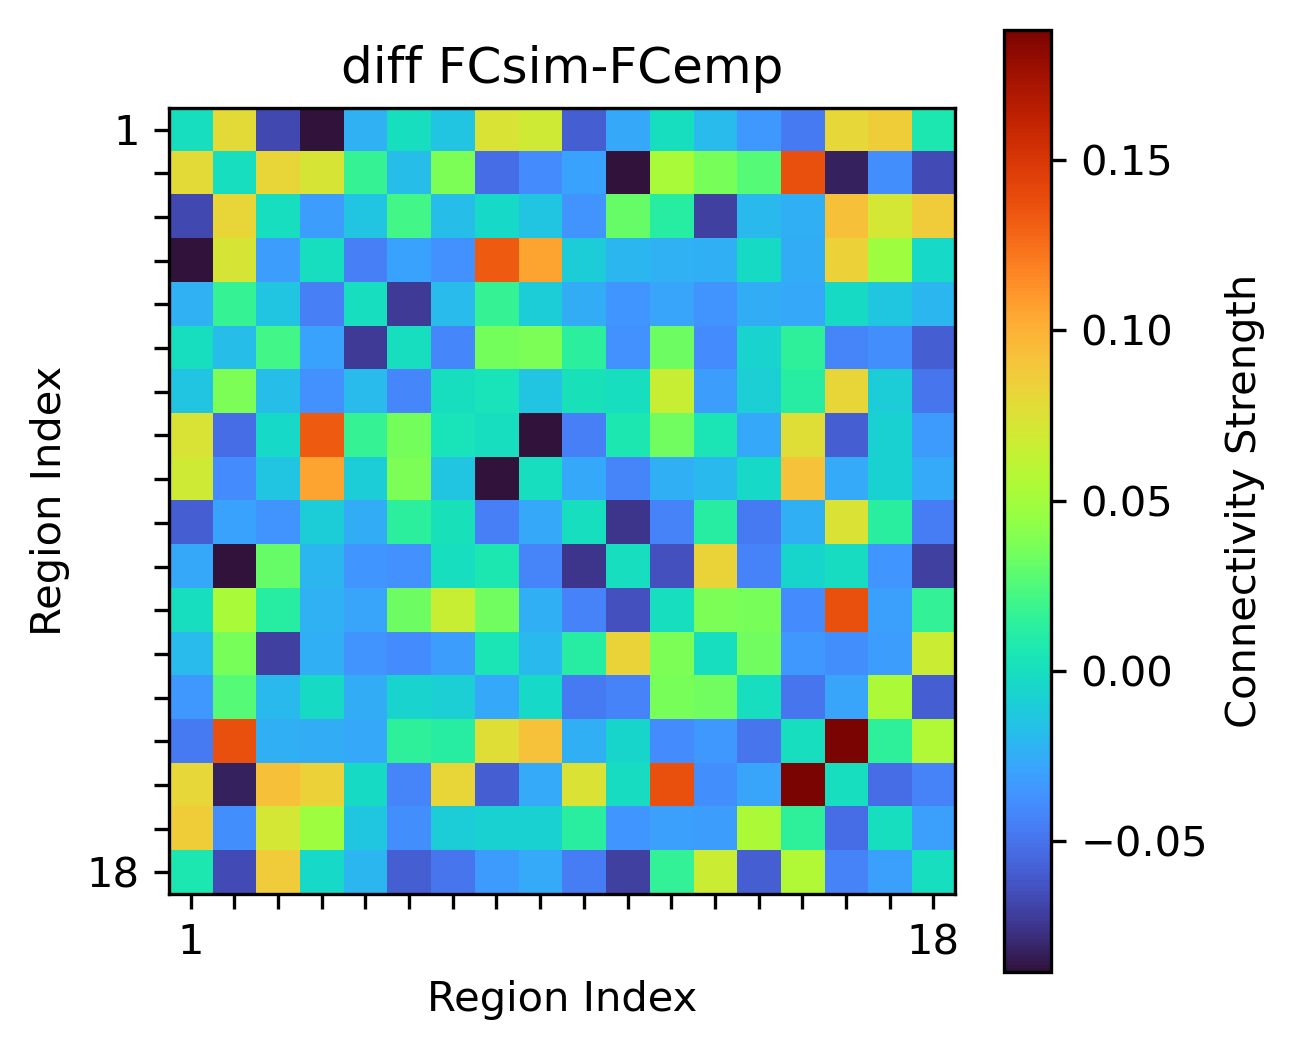 diff FCsim-FCemp
1
18
Region Index
1
18
Region Index
0.15
0.10
0.05
0.00
−0.05
Connectivity Strength